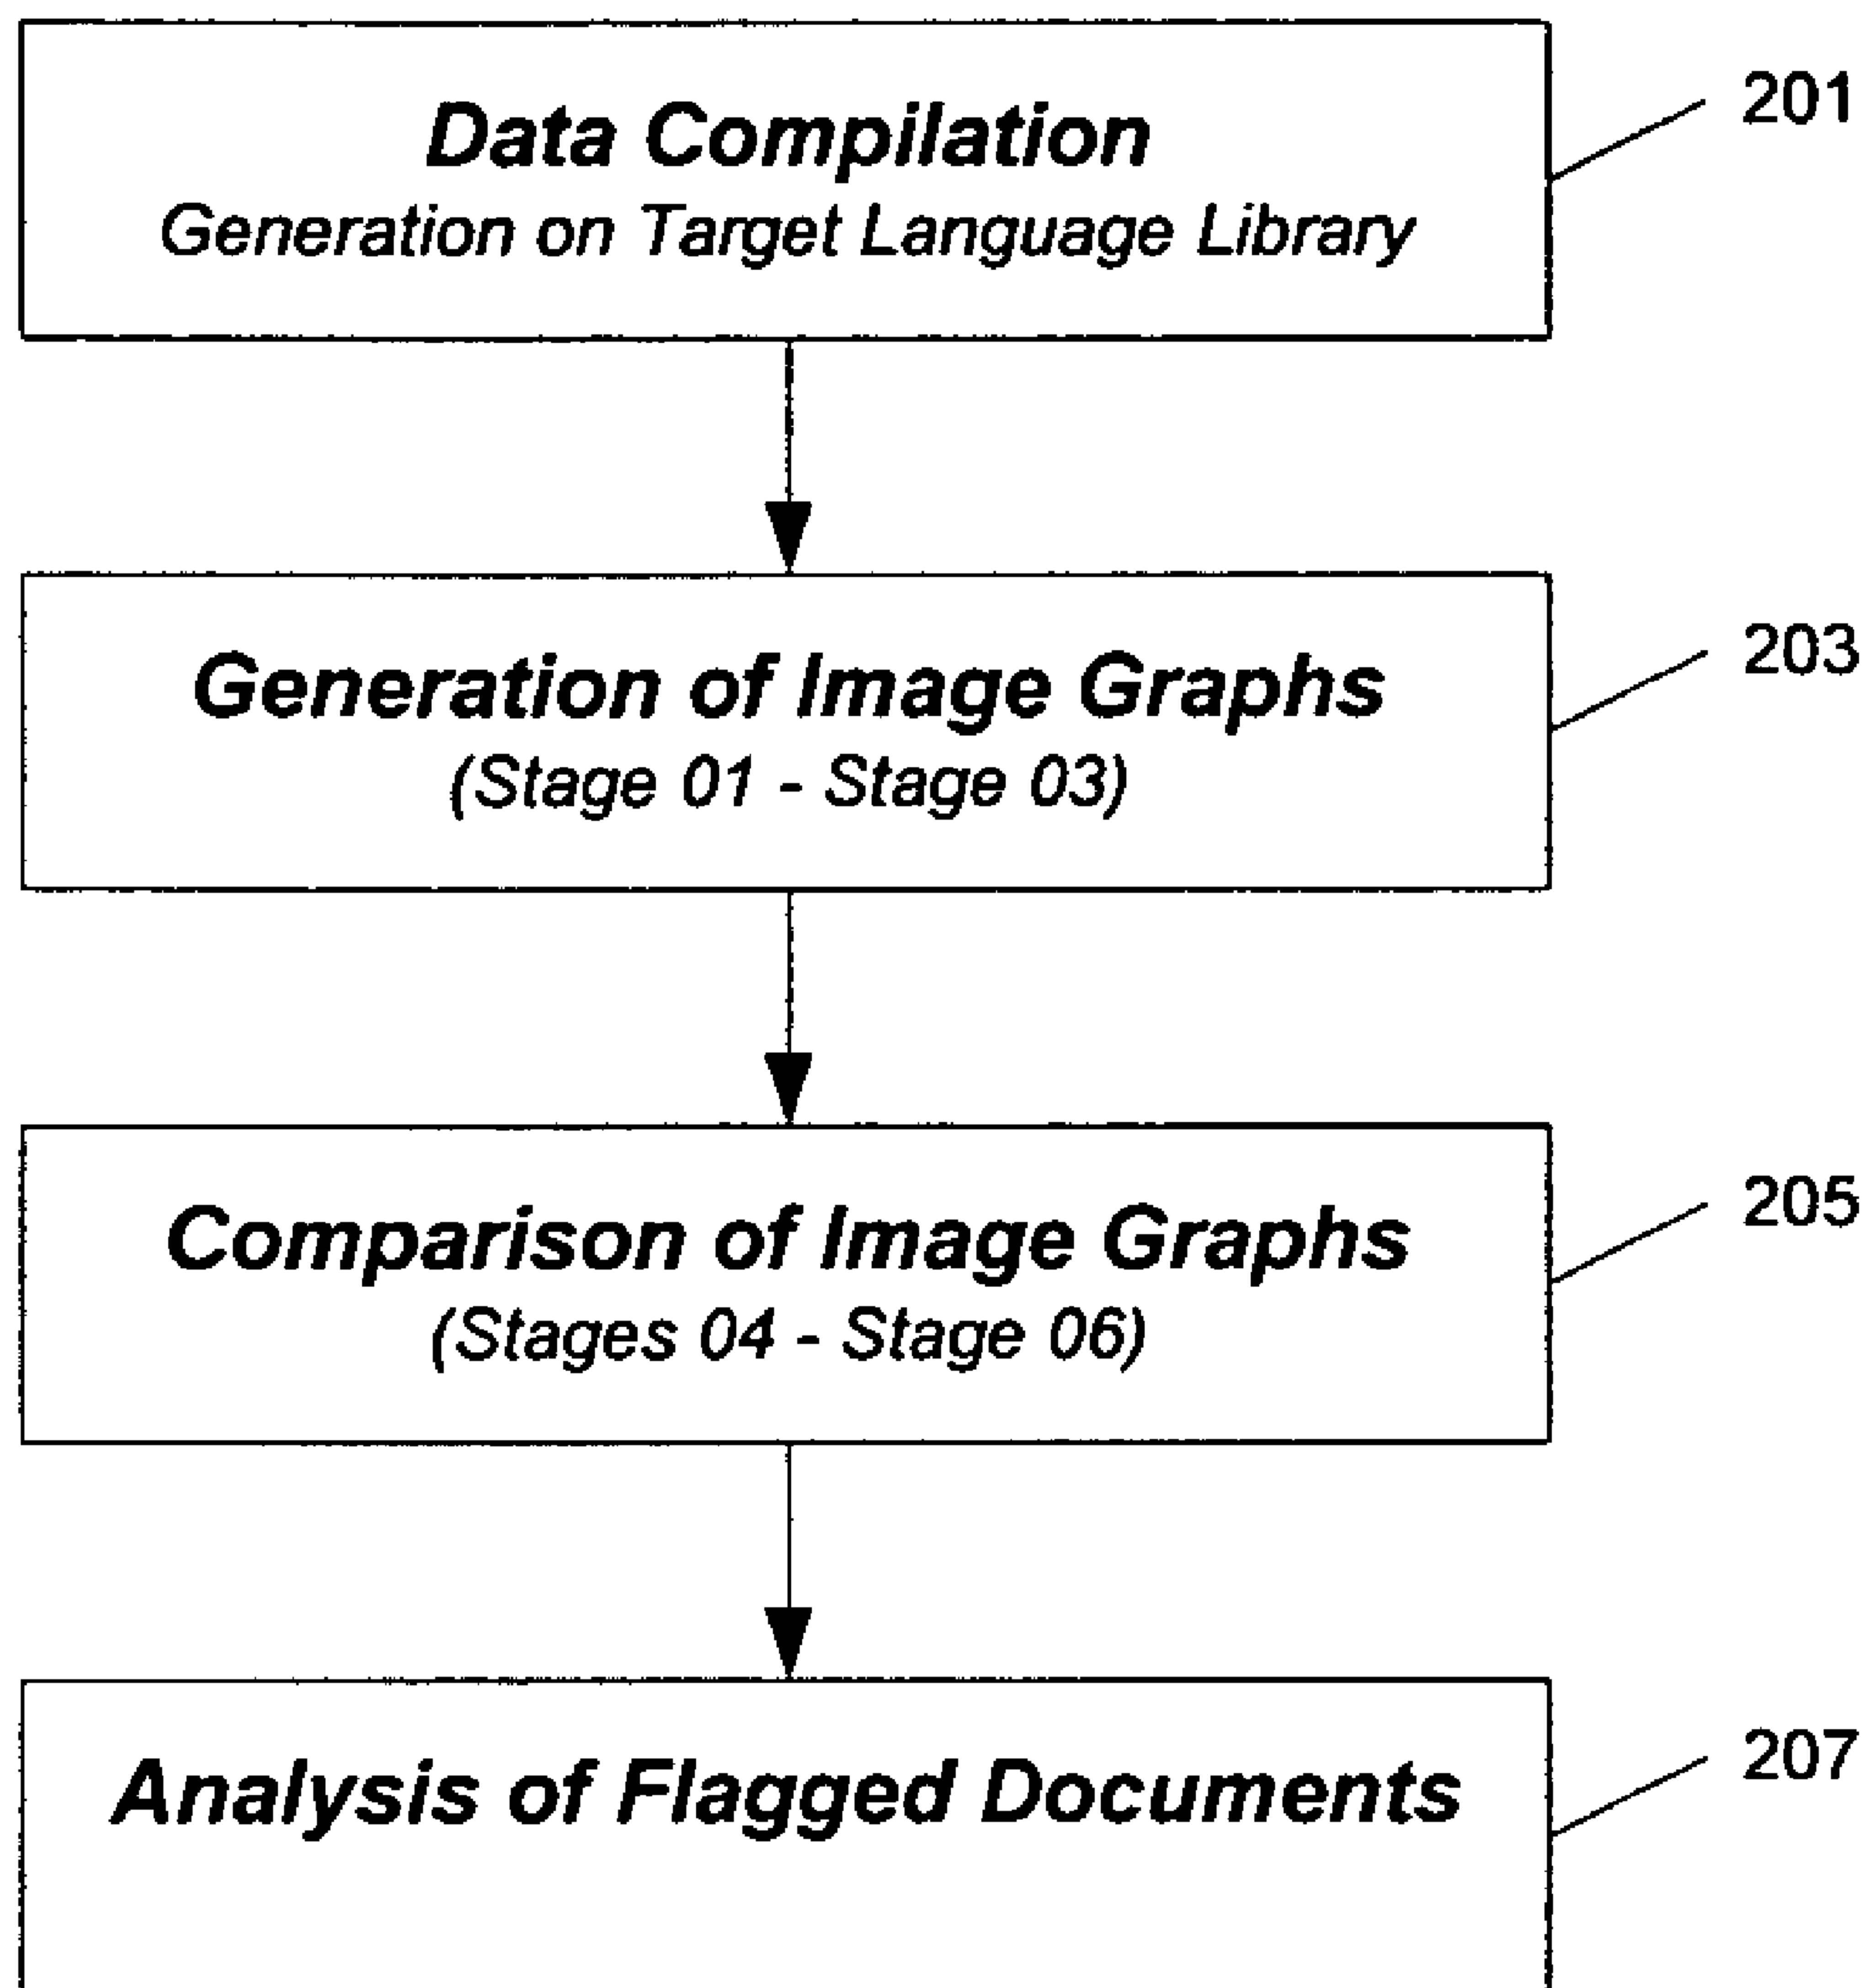 Data Compilation
Generation on Target Language Library
201
Generation of Image Graphs
(Stage 01 - Stage 03)
203
Comparison of Image Graphs
(Stages 04 - Stage 06)
205
Analysis of Flagged Documents
207